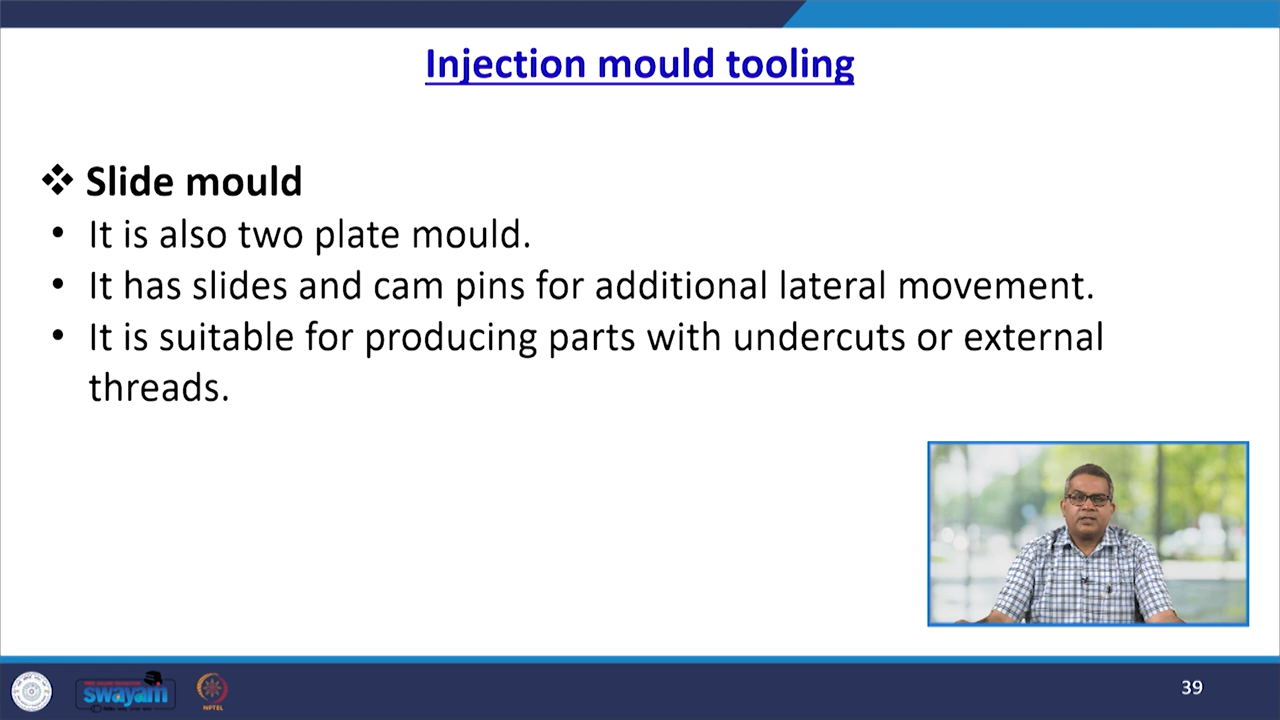 Injection mould tooling
❖ Slide mould
• It is also two plate mould.
• It has slides and cam pins for additional lateral movement.
• It is suitable for producing parts with undercuts or external
threads.
swayam
NPTEL
39